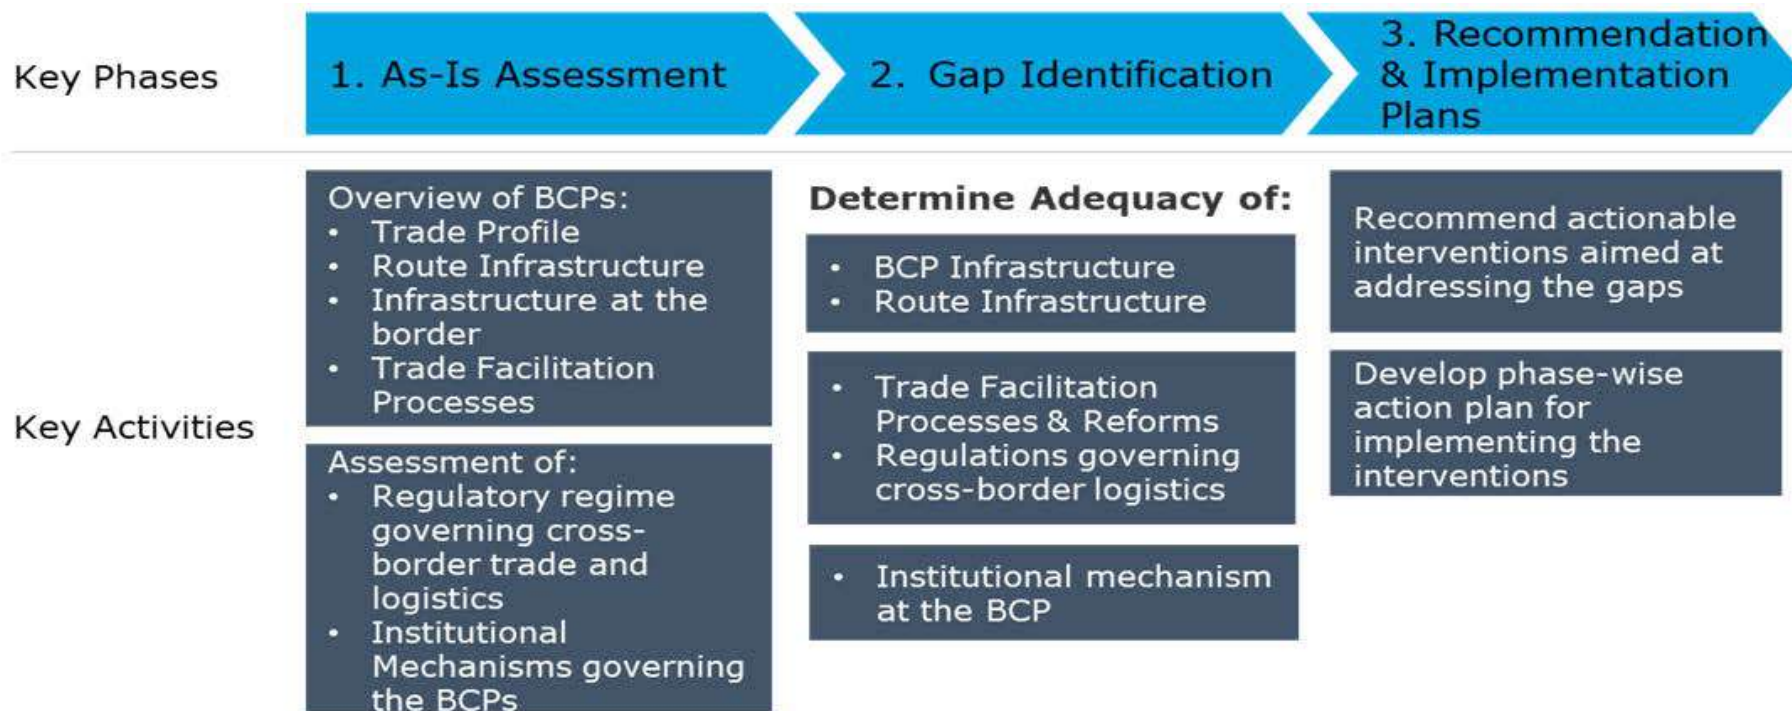 Key Phases
1. As-Is Assessment
2. Gap Identification
3. Recommendation
& Implementation
Plans
Key Activities
Overview of BCPs:
• Trade Profile
• Route Infrastructure
• Infrastructure at the
border
• Trade Facilitation
Processes
Assessment of:
• Regulatory regime
governing cross-
border trade and
logistics
• Institutional
Mechanisms governing
the BCPs
Determine Adequacy of:
• BCP Infrastructure
• Route Infrastructure
• Trade Facilitation
Processes & Reforms
• Regulations governing
cross-border logistics
• Institutional mechanism
at the BCP
Recommend actionable
interventions aimed at
addressing the gaps
Develop phase-wise
action plan for
implementing the
interventions